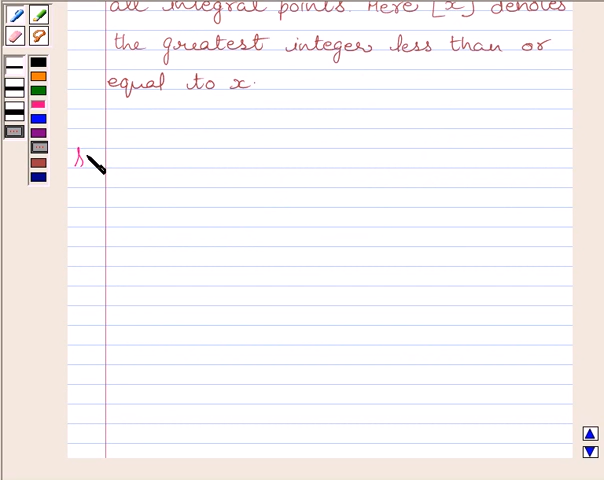 all integral points. Here [x] denotes
the greatest integer less than or
equal to x.